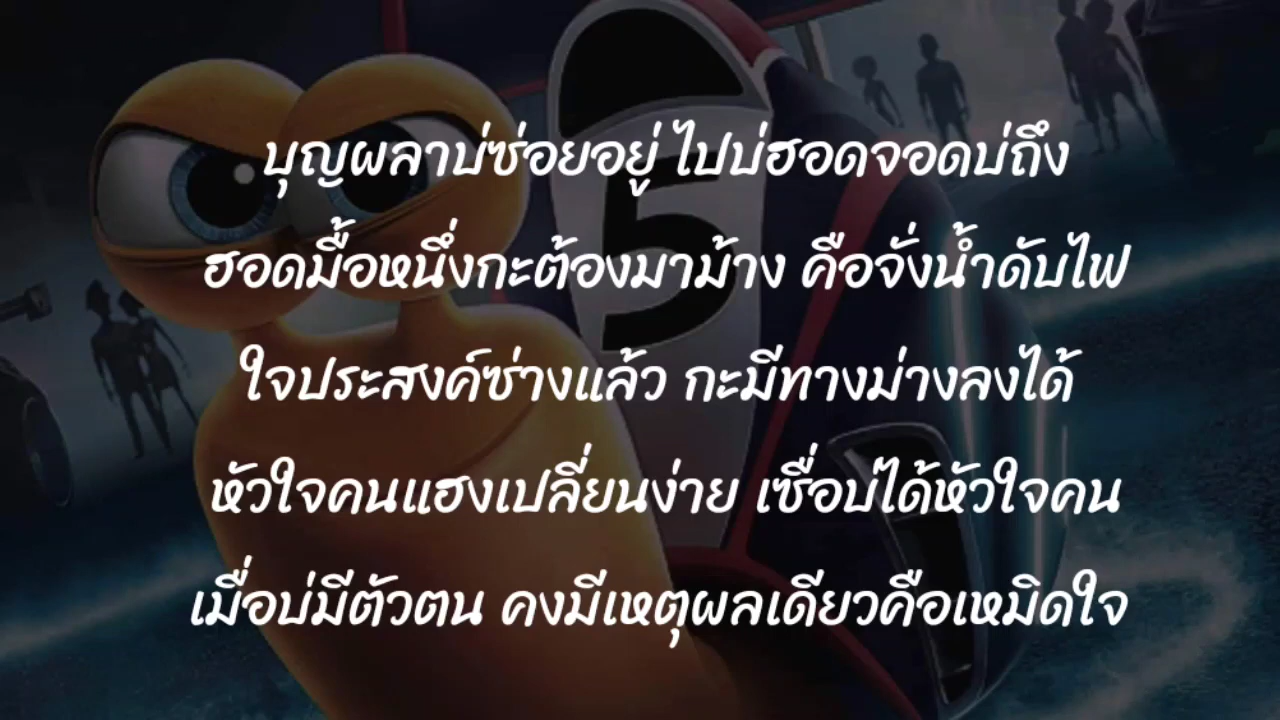 บุญผลาบ่ซ่อยอยู่ ไปบ่ฮอดจอดบ่ถึง
ฮอดมื้อหนึ่งกะต้องมาม้าง คือจั่งน้ำดับไฟ
ใจประสงค์ซ่างแล้ว กะมีทางม่างลงได้
หัวใจคนแฮงเปลี่ยนง่าย เซื่อบ่ได้หัวใจคน
เมื่อบ่มีตัวตน คงมีเหตุผลเดียวคือเหมิดใจ
5